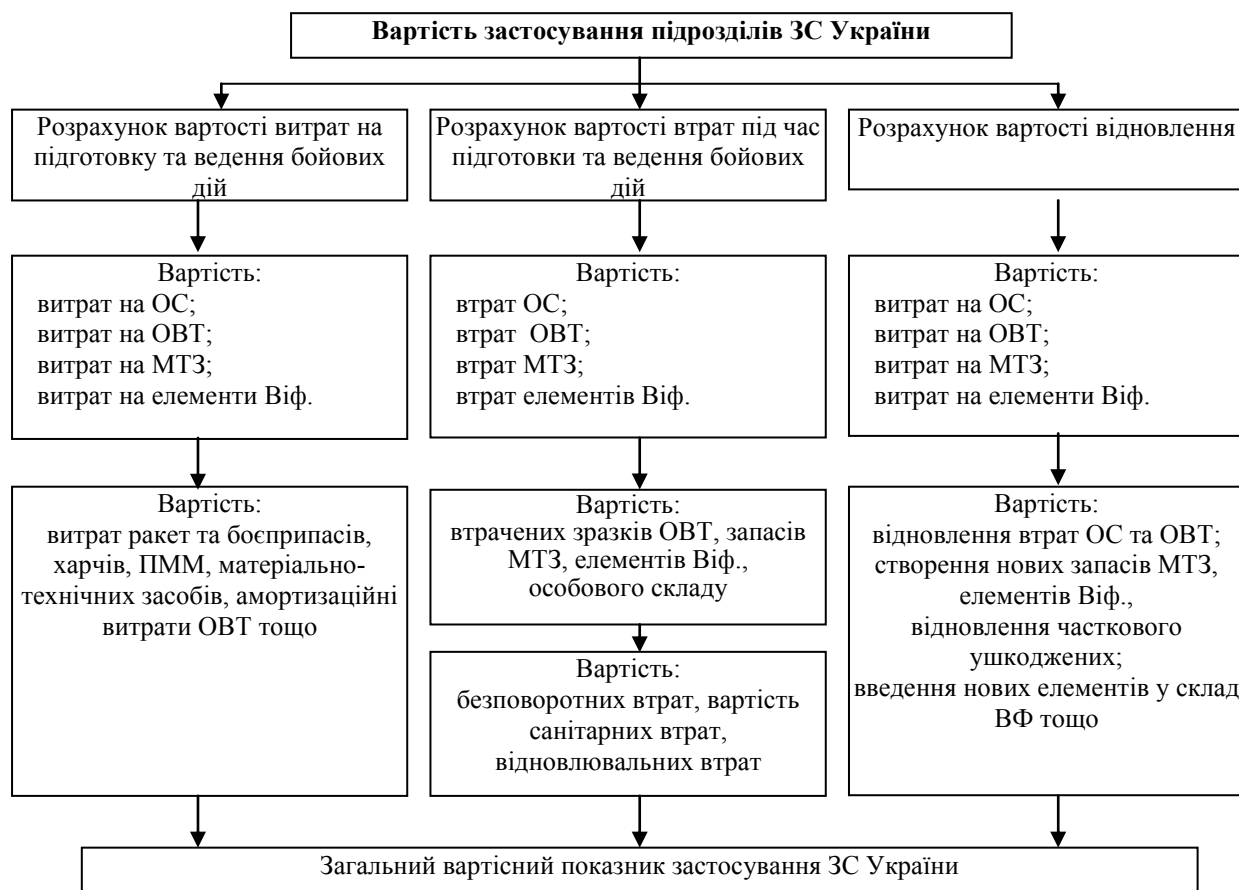 Вартість застосування підрозділів ЗС України
Розрахунок вартості витрат на
підготовку та ведення бойових
дій
Розрахунок вартості втрат під час
підготовки та ведення бойових
дій
Розрахунок вартості відновлення
Вартість:
витрат на ОС;
витрат на ОВТ;
витрат на МТЗ;
витрат на елементи Віф.
Вартість:
втрат ОС;
втрат ОВТ;
втрат МТЗ;
втрат елементів Віф.
Вартість:
витрат на ОС;
витрат на ОВТ;
витрат на МТЗ;
витрат на елементи Віф.
Вартість:
витрат ракет та боєприпасів,
харчів, ПММ, матеріально-
технічних засобів, амортизаційні
витрати ОВТ тощо
Вартість:
втрачених зразків ОВТ, запасів
МТЗ, елементів Віф.,
особового складу
Вартість:
безповоротних втрат, вартість
санітарних втрат,
відновлювальних втрат
Вартість:
відновлення втрат ОС та ОВТ;
створення нових запасів МТЗ,
елементів Віф.,
відновлення часткового
ушкоджених;
введення нових елементів у склад
ВФ тощо
Загальний вартісний показник застосування ЗС України